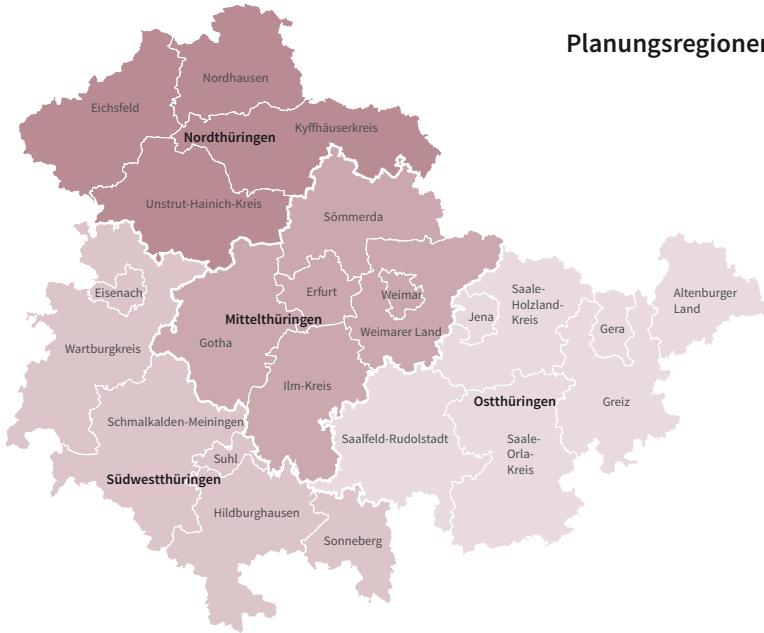 Planungsregionen
Nordhausen
Eichsfeld
Kyffhäuserkreis
Nordthüringen
Unstrut-Hainich-Kreis
Sömmerda
Eisenach
Erfurt
Weimar
Saale-
Holzland-
Kreis
Altenburger
Land
Jena
Gera
Mittelthüringen
Weimarer Land
Wartburgkreis
Gotha
Ilm-Kreis
Ostthüringen
Greiz
Schmalkalden-Meiningen
Saalfeld-Rudolstadt
Saale-
Orla-
Kreis
Suhl
Südwestthüringen
Hildburghausen
Sonneberg